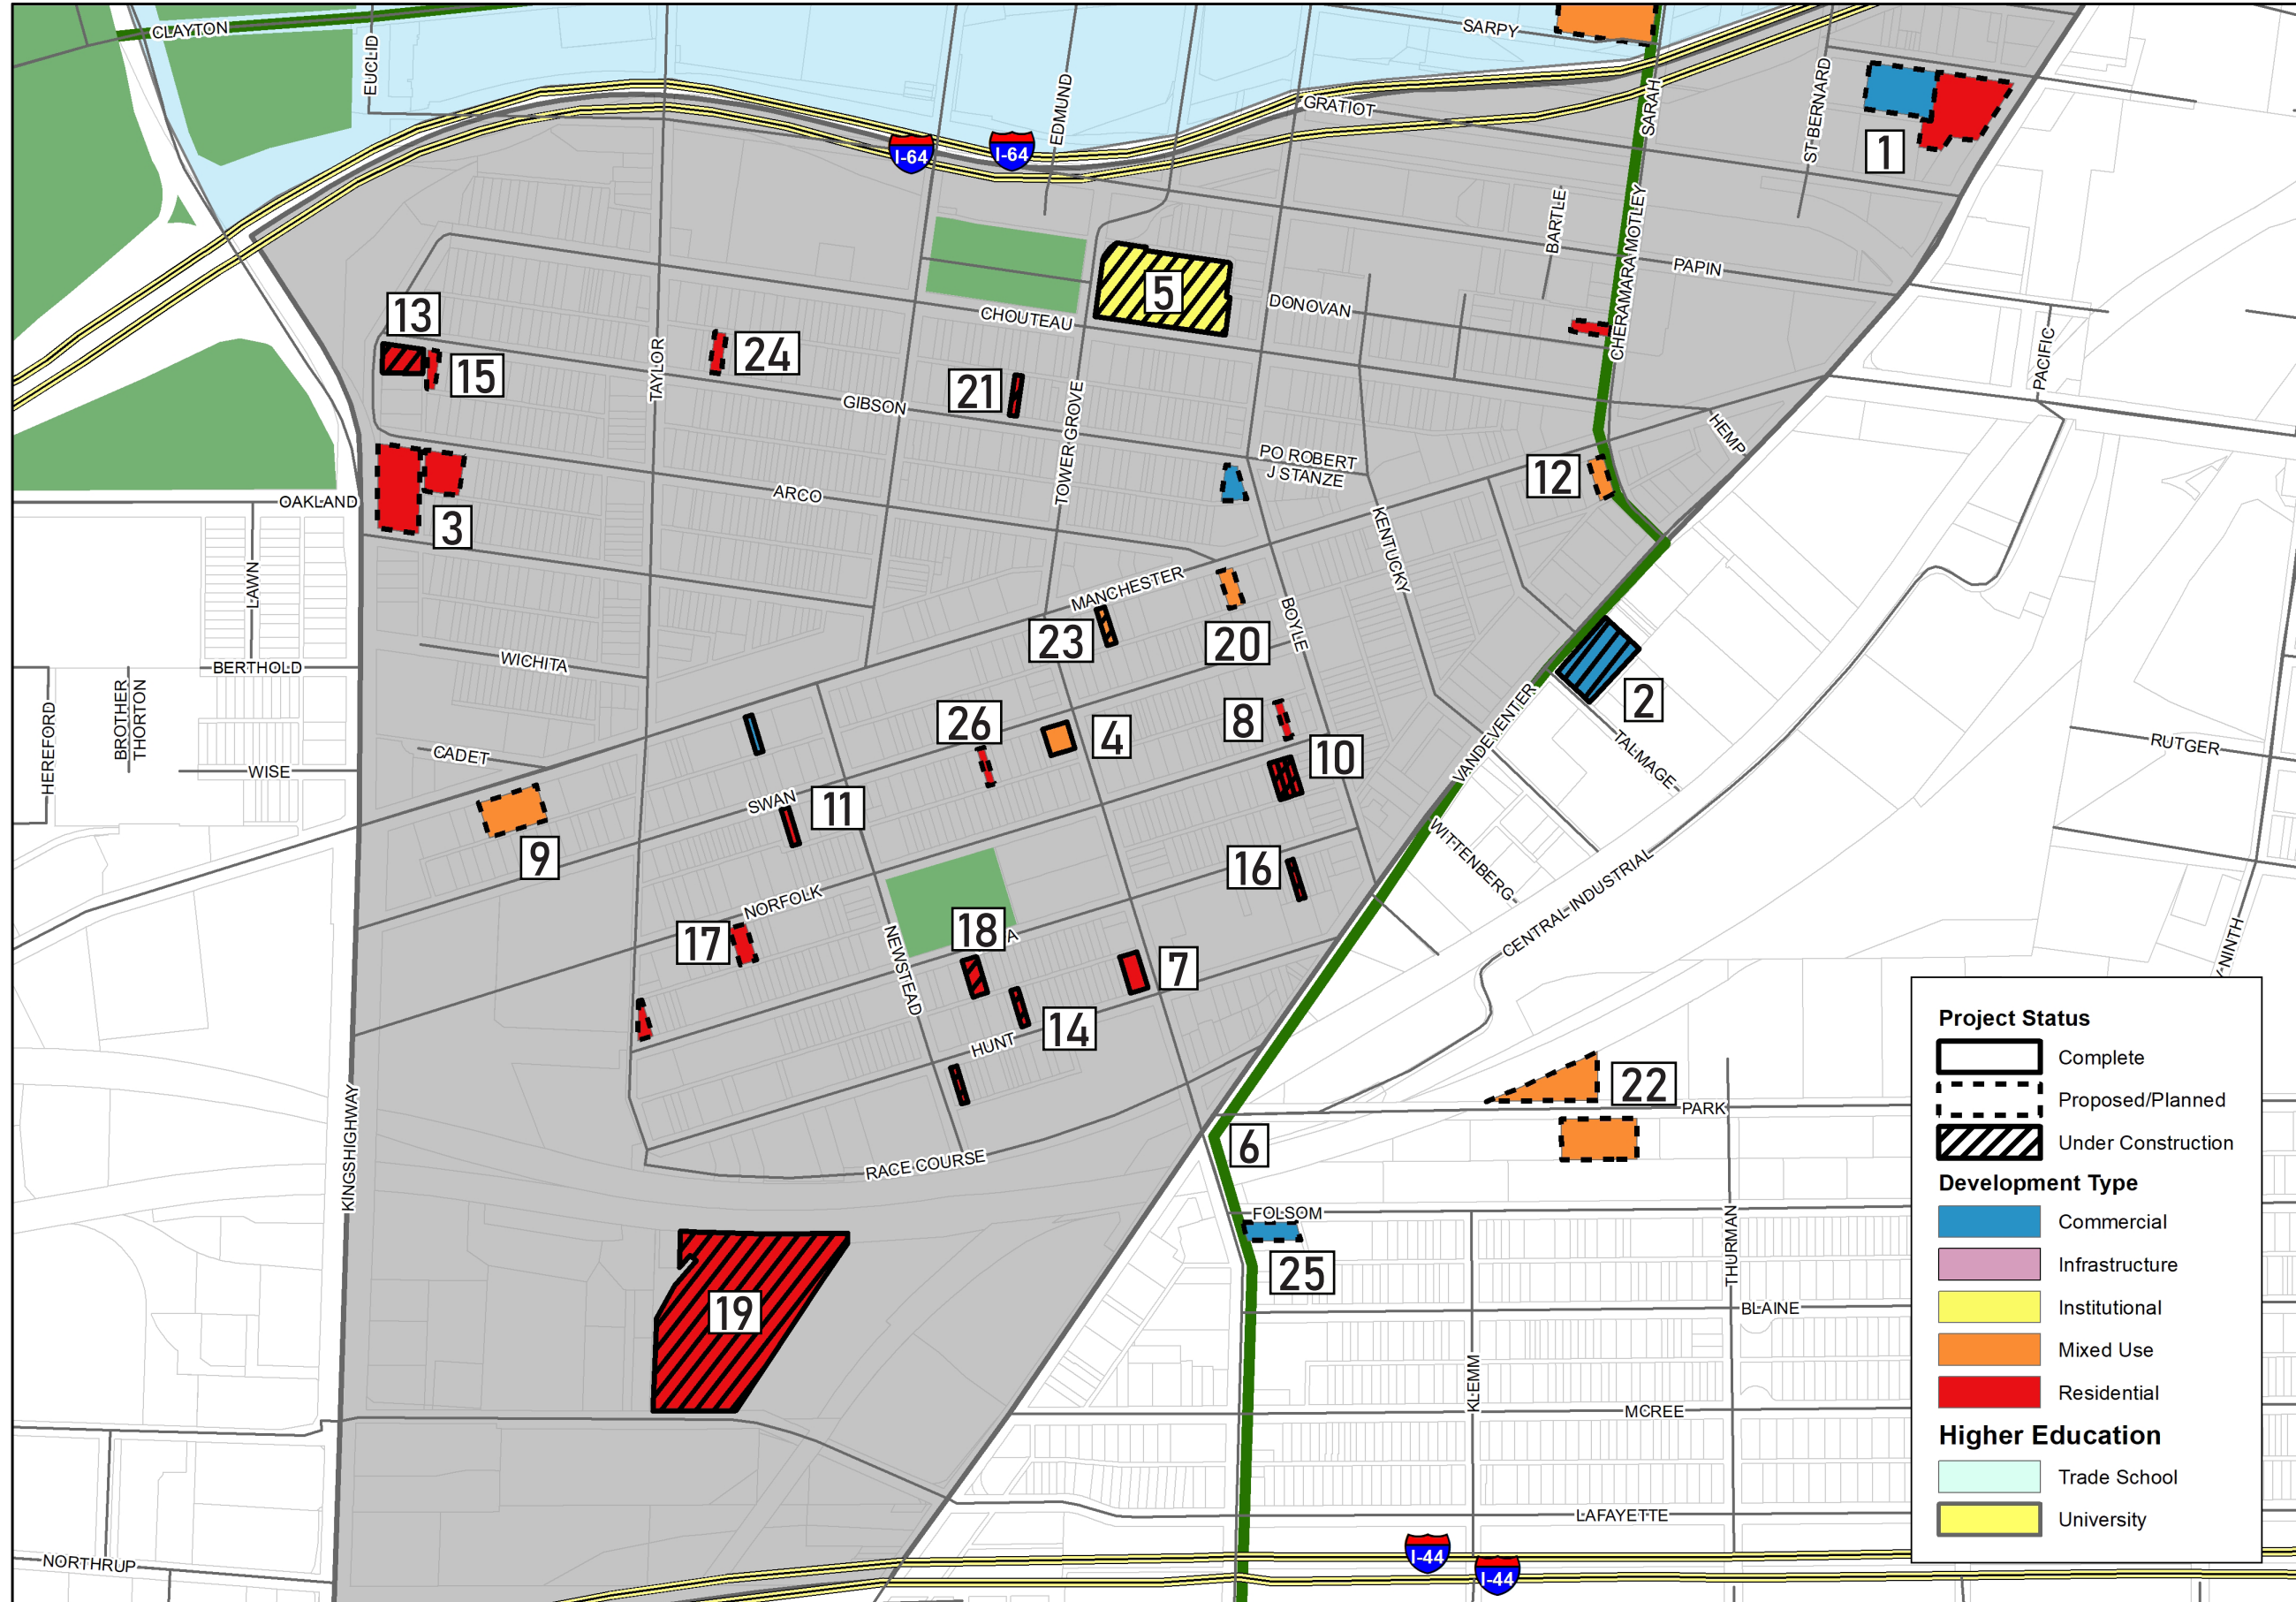 CLAYTON
EUCLID
EDMUND
SARPY
GRATIOT
SARAH
ST BERNARD
1
I-64
I-64
BARTLE
CHERAMARA MOTLEY
PAPIN
5
DONOVAN
CHOUTEAU
13
15
TAYLOR
24
21
GIBSON
TOWER GROVE
PACIFIC
HEMP
PO ROBERT
J STANZE
12
ARCO
OAKLAND
3
KENTUCKY
LAWN
MANCHESTER
23
20
BOYLE
WICHITA
BERTHOLD
BROTHER
THORTON
HEREFORD
2
26
4
8
VANDEVENTER
TALMAGE
RUTGER
CADET
WISE
10
SWAN
11
9
WITTENBERG
CENTRAL INDUSTRIAL
16
NORFOLK
17
18
A
NEWSTEAD
7
14
HUNT
22
PARK
KINGSHIGHWAY
RACE COURSE
6
FOLSOM
25
THURMAN
19
BLAINE
KLEMM
MCREE
LAFAYETTE
I-44
I-44
NORTHRUP
Project Status
Complete
Proposed/Planned
Under Construction
Development Type
Commercial
Infrastructure
Institutional
Mixed Use
Residential
Higher Education
Trade School
University